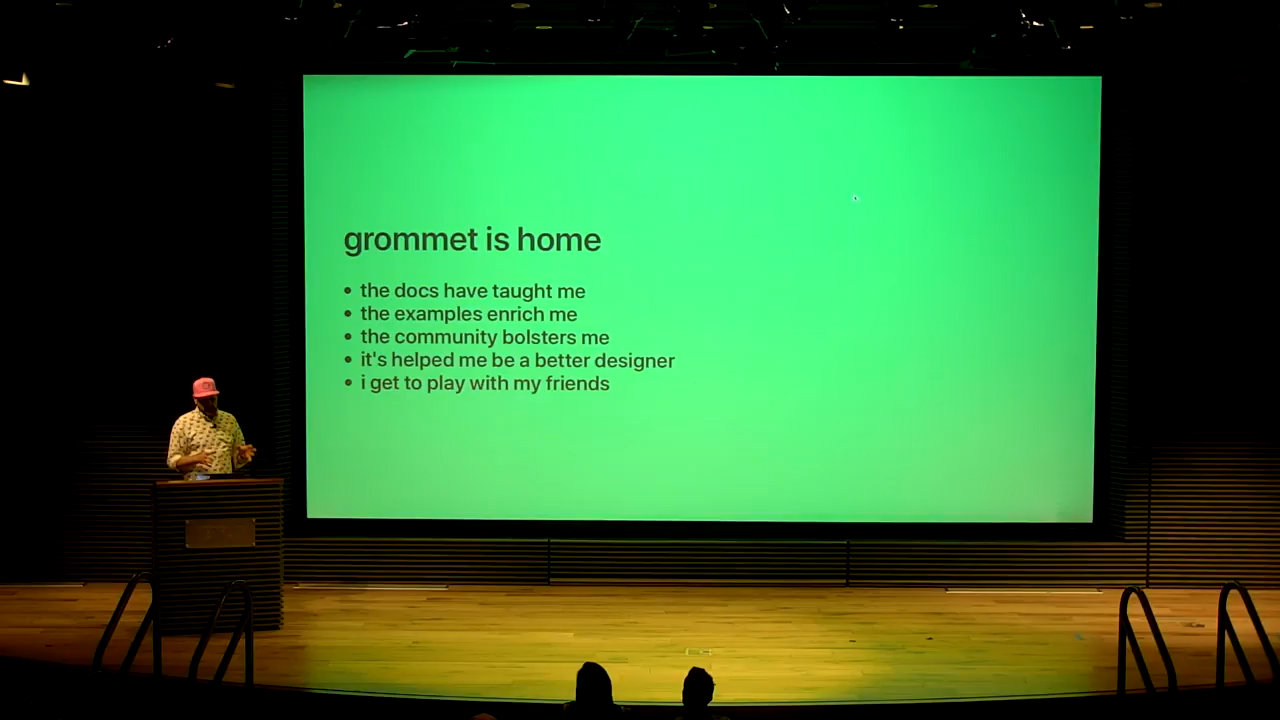 grommet is home
• the docs have taught me
• the examples enrich me
• the community bolsters me
• it's helped me be a better designer
• i get to play with my friends